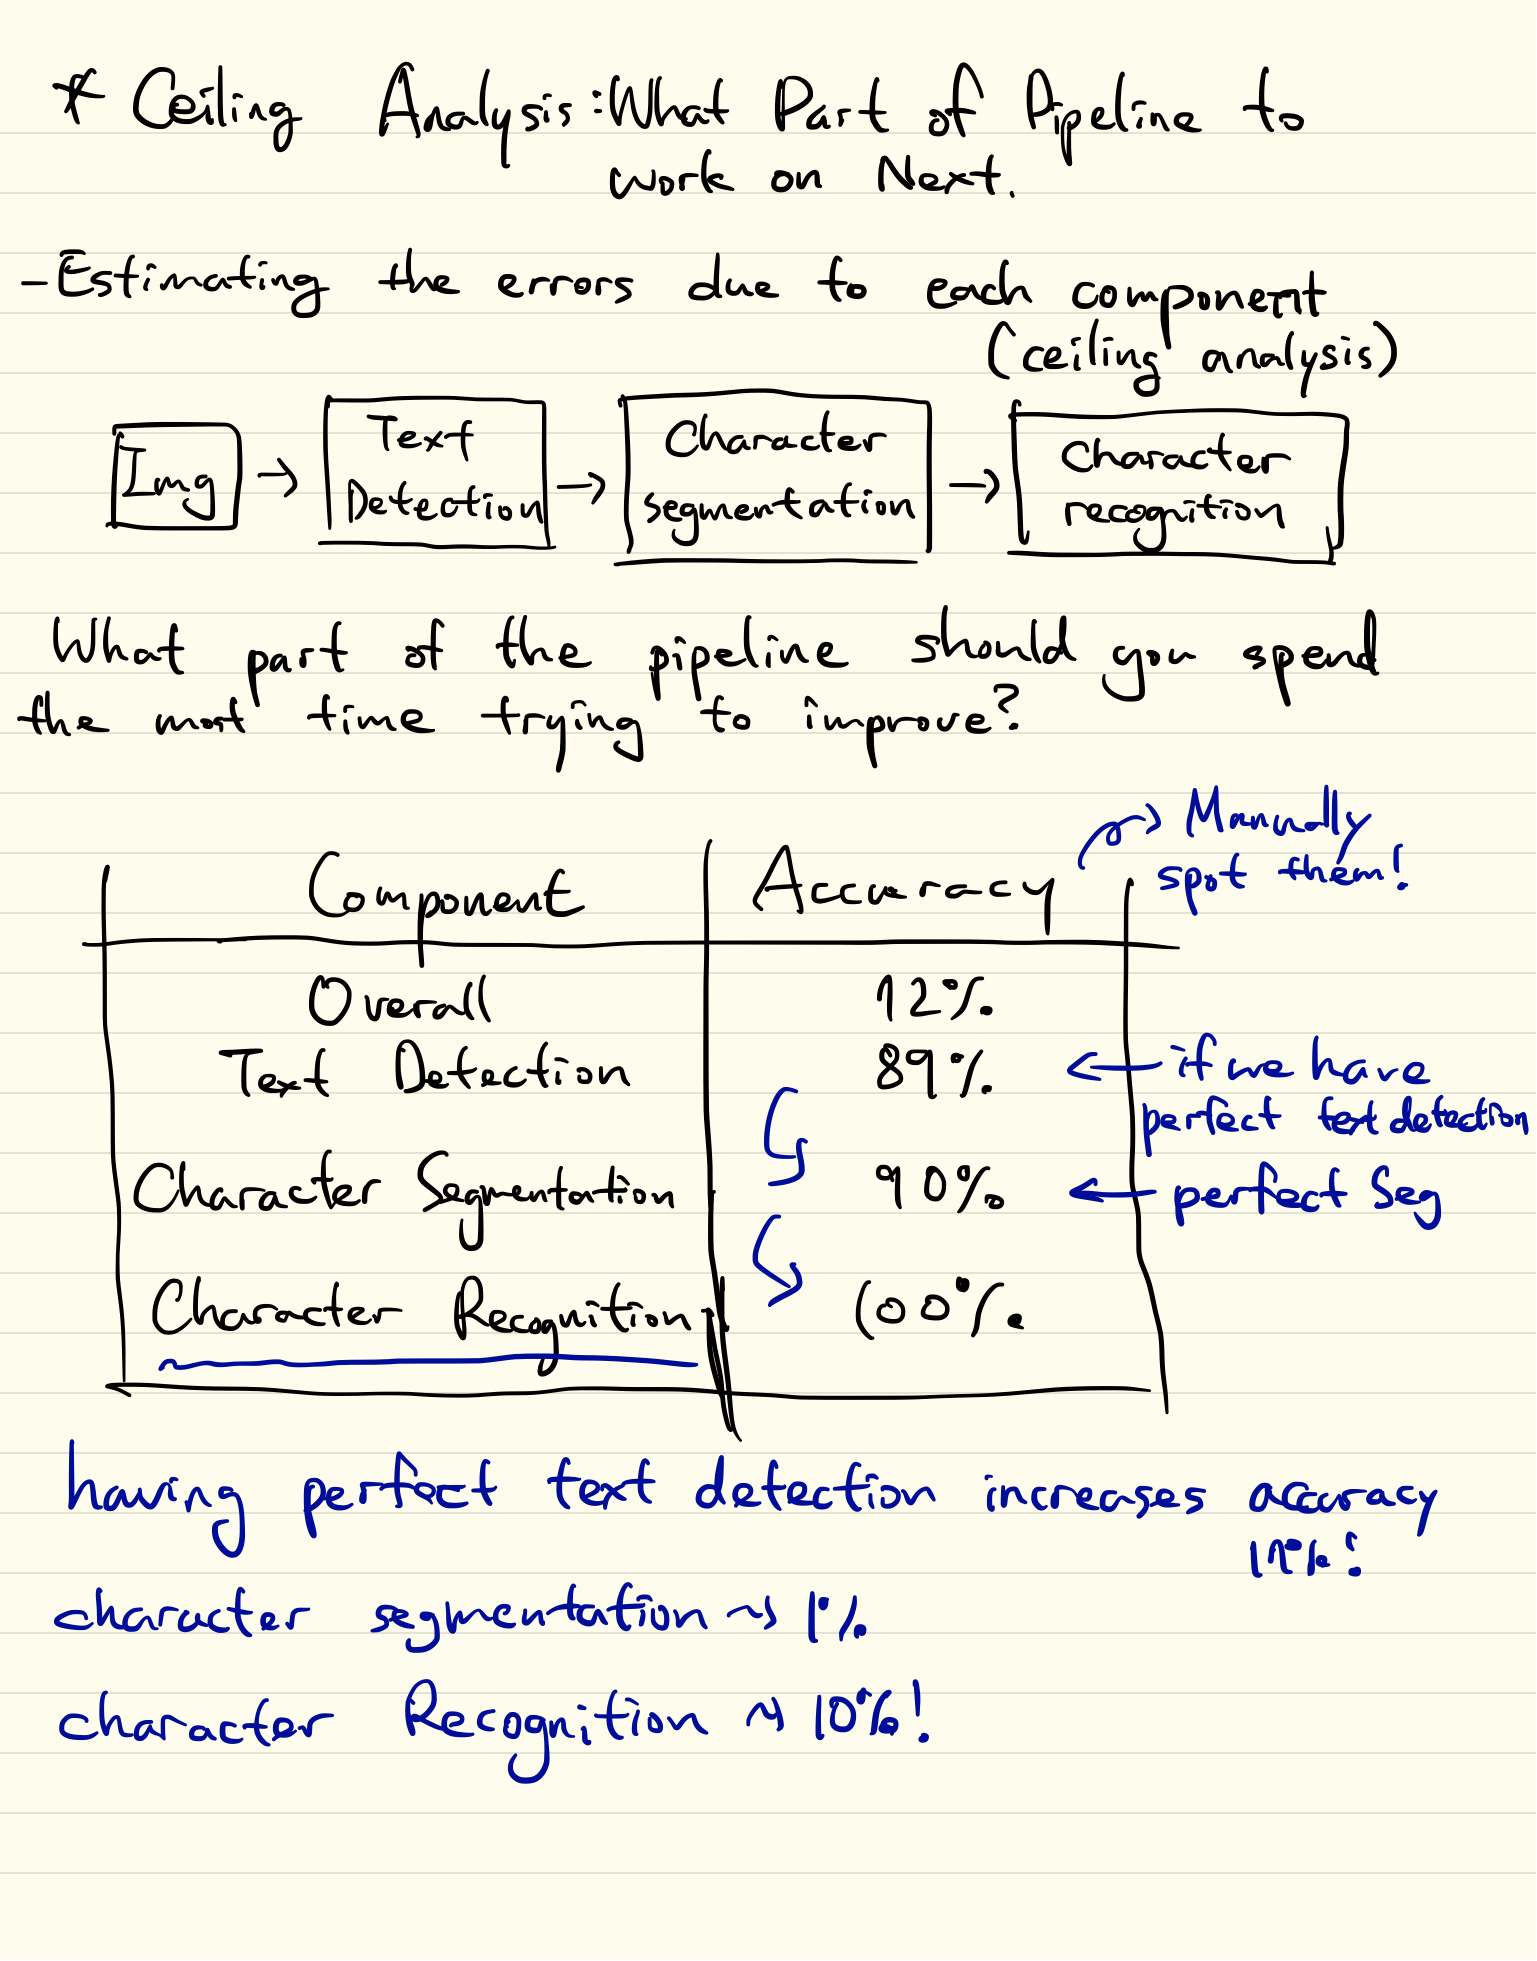 * Ceiling Analysis: What Part of Pipeline to
work on Next.
- Estimating the errors due to each component
(ceiling analysis)
Img → Text Detection → Character segmentation → Character recognition
What part of the pipeline should you spend
the most time trying to improve?
Manually
spot them!
Component Accuracy
Overall 72%
Text Detection 89% ← if we have
perfect text detection
Character Segmentation 90% ← perfect Seg
Character Recognition 100%
having perfect text detection increases accuracy
17%!
character segmentation ~> 1%
character Recognition ~> 10%!